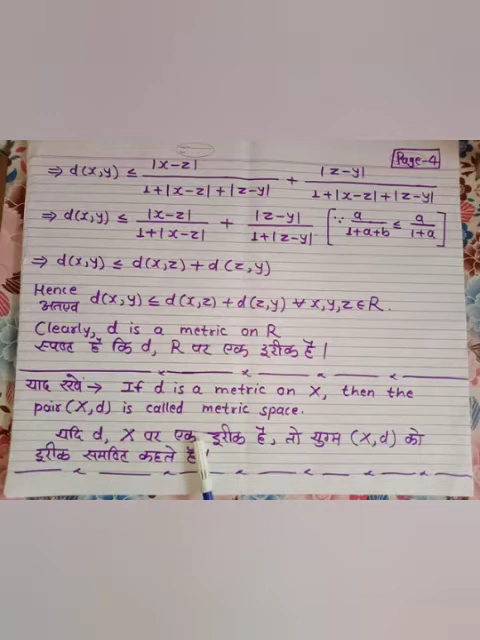 Page-4
⇒ d(x,y) ≤ |x-z| / 1+|x-z|+|z-y| + |z-y| / 1+|x-z|+|z-y|
⇒ d(x,y) ≤ |x-z| / 1+|x-z| + |z-y| / 1+|z-y| [∵ a / 1+a+b ≤ a / 1+a]
⇒ d(x,y) ≤ d(x,z) + d(z,y)
Hence
अतएव d(x,y) ≤ d(x,z) + d(z,y) ∀ x,y,z ∈ R.
Clearly, d is a metric on R
स्पष्ट है कि d, R पर एक दूरीक है।
याद रखें → If d is a metric on X, then the
pair (X,d) is called metric space.
यदि d, X पर एक दूरीक है, तो युग्म (X,d) को
दूरीक समष्टि कहते है।